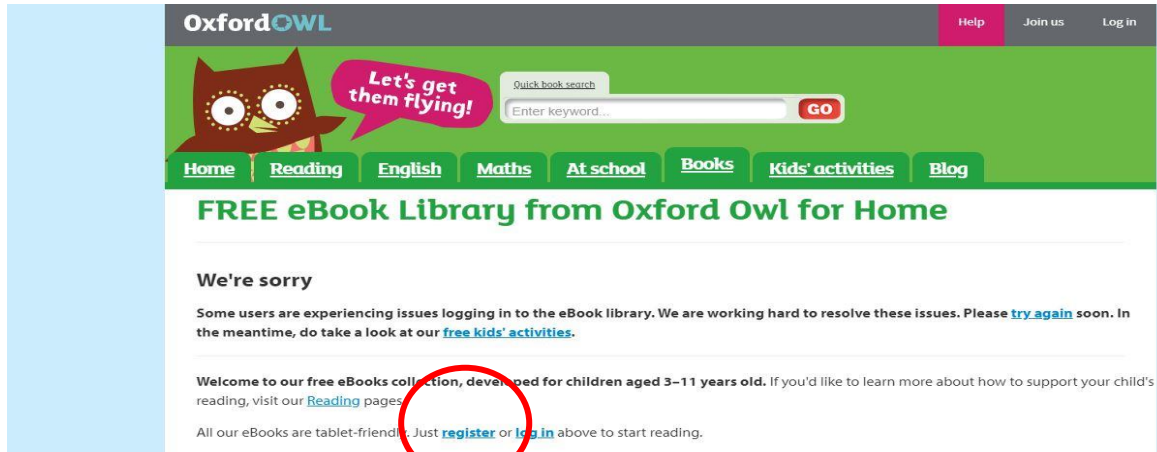 OxfordOWL
Help Join us Log in
Let's get
them flying!
Quick book search
Enter keyword...
GO
Home Reading English Maths At school Books Kids' activities Blog
FREE eBook Library from Oxford Owl for Home
We're sorry
Some users are experiencing issues logging in to the eBook library. We are working hard to resolve these issues. Please try again soon. In
the meantime, do take a look at our free kids' activities.
Welcome to our free eBooks collection, developed for children aged 3–11 years old. If you'd like to learn more about how to support your child's
reading, visit our Reading pages.
All our eBooks are tablet-friendly. Just register or log in above to start reading.